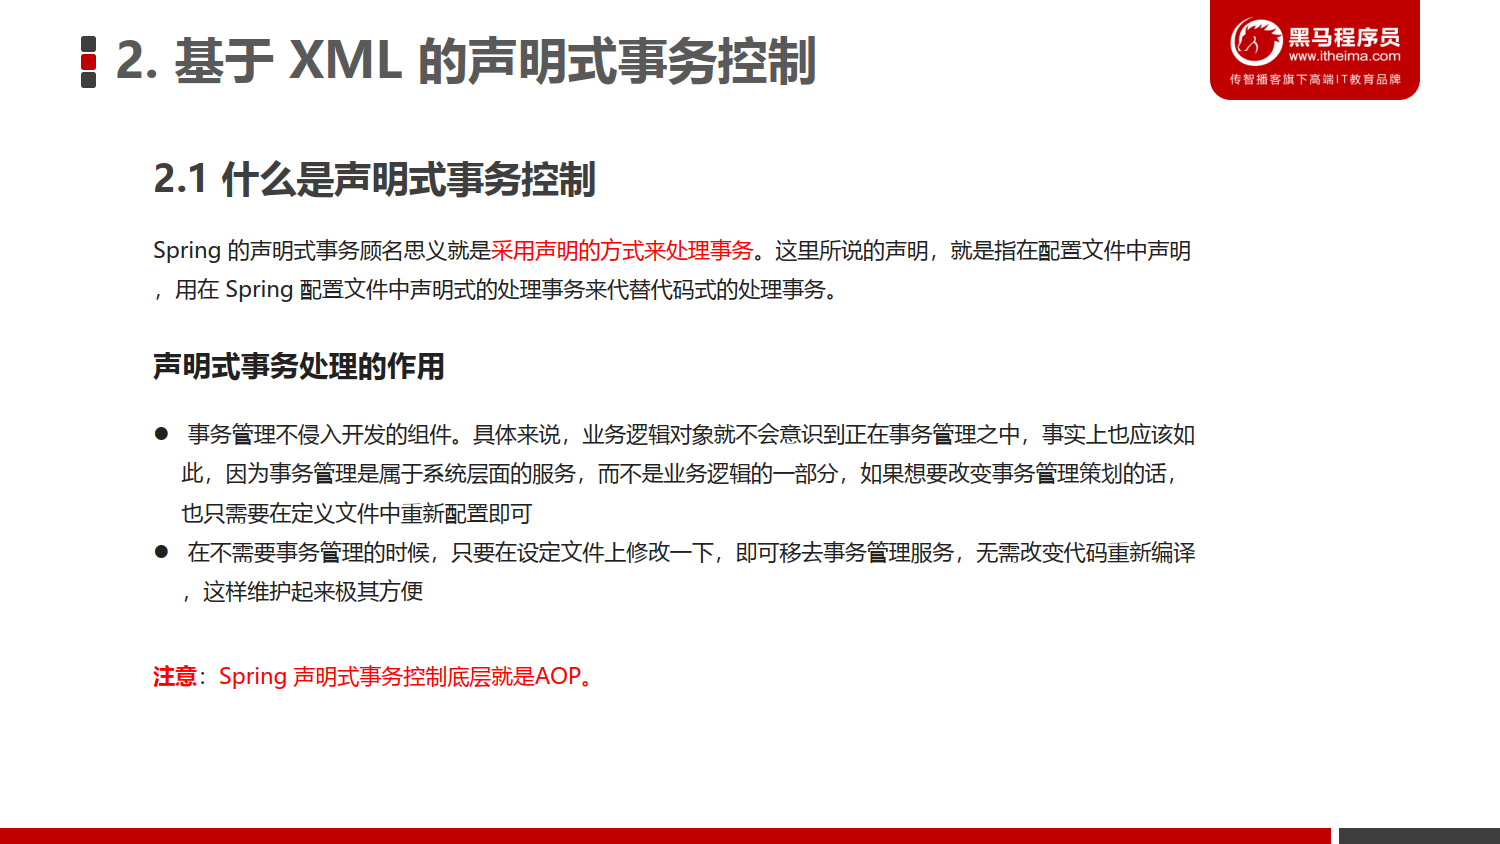 2. 基于 XML 的声明式事务控制
黑马程序员
www.itheima.com
传智播客旗下高端IT教育品牌
2.1 什么是声明式事务控制
Spring 的声明式事务顾名思义就是采用声明的方式来处理事务。这里所说的声明，就是指在配置文件中声明
，用在 Spring 配置文件中声明式的处理事务来代替代码式的处理事务。
声明式事务处理的作用
● 事务管理不侵入开发的组件。具体来说，业务逻辑对象就不会意识到正在事务管理之中，事实上也应该如
此，因为事务管理是属于系统层面的服务，而不是业务逻辑的一部分，如果想要改变事务管理策划的话，
也只需要在定义文件中重新配置即可
● 在不需要事务管理的时候，只要在设定文件上修改一下，即可移去事务管理服务，无需改变代码重新编译
，这样维护起来极其方便
注意：Spring 声明式事务控制底层就是AOP。